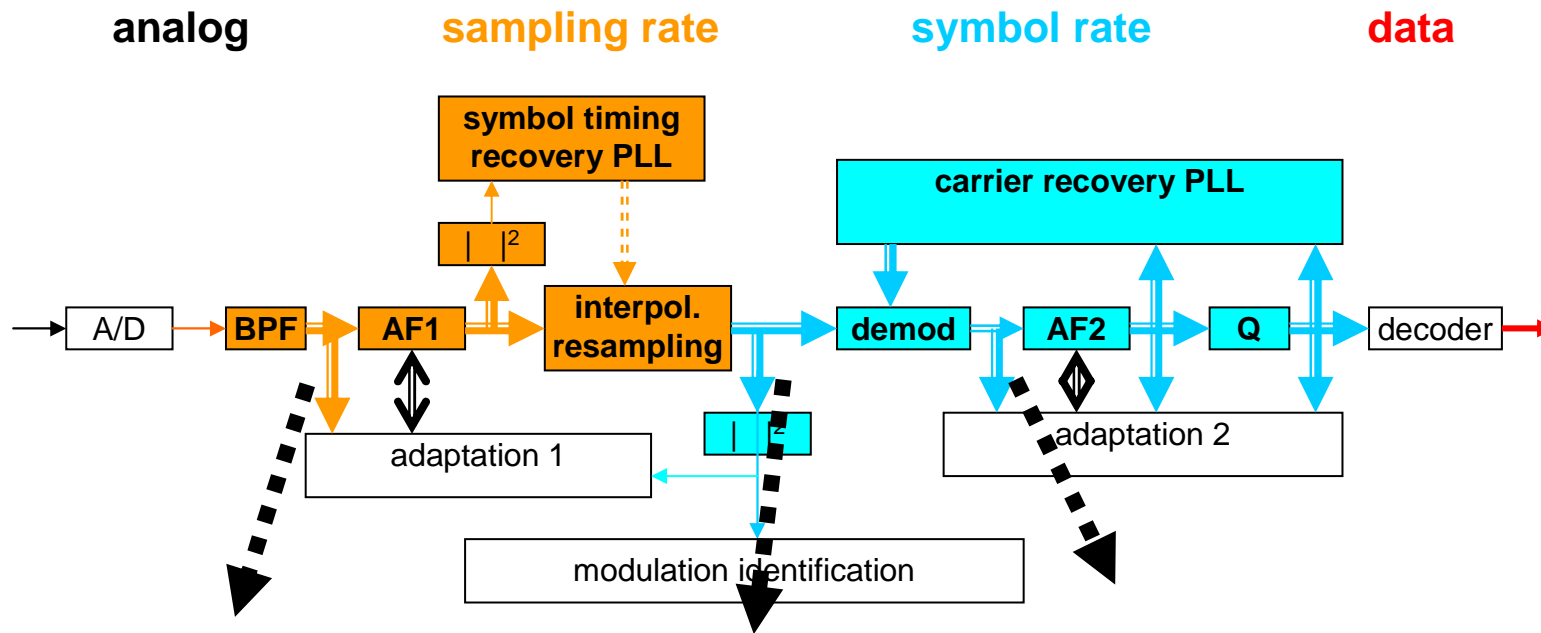 analog
sampling rate
symbol rate
data
symbol timing
recovery PLL
carrier recovery PLL
| |²
A/D
BPF
AF1
interpol.
resampling
demod
AF2
Q
decoder
| |²
adaptation 1
adaptation 2
modulation identification